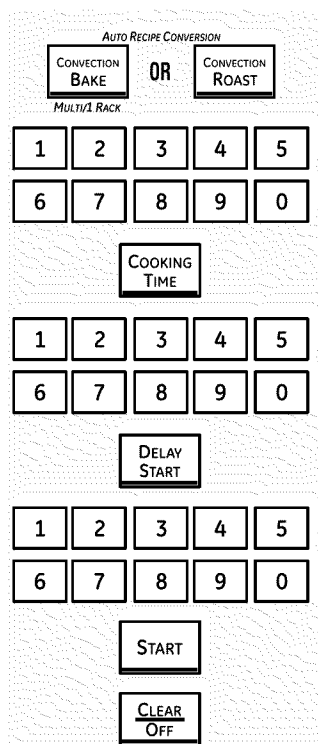 AUTO RECIPE CONVERSION
CONVECTION
BAKE
OR
CONVECTION
ROAST
MULTI/1 RACK
1 2 3 4 5
6 7 8 9 0
COOKING
TIME
1 2 3 4 5
6 7 8 9 0
DELAY
START
1 2 3 4 5
6 7 8 9 0
START
CLEAR
OFF